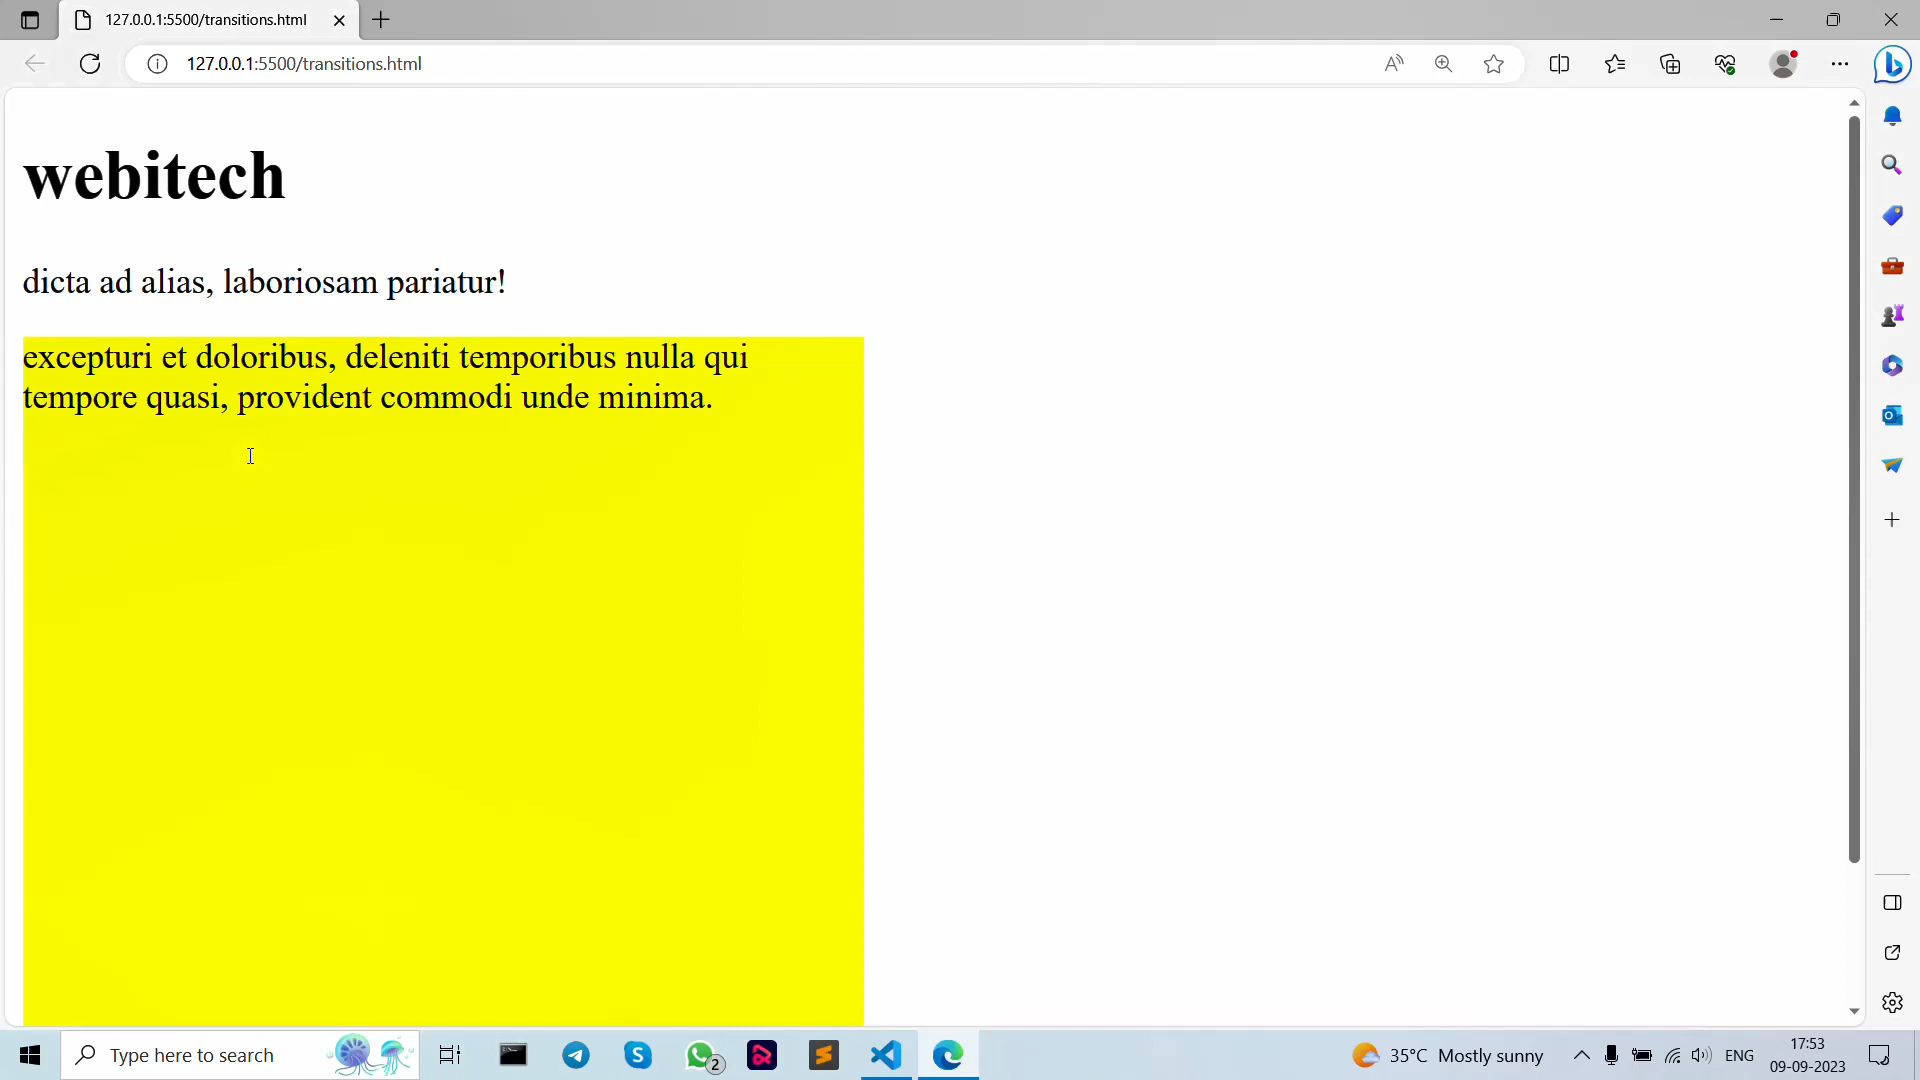 127.0.0.1:5500/transitions.html
127.0.0.1:5500/transitions.html
webitech
dicta ad alias, laboriosam pariatur!
excepturi et doloribus, deleniti temporibus nulla qui
tempore quasi, provident commodi unde minima.
Type here to search
2
35°C Mostly sunny
ENG
17:53
09-09-2023